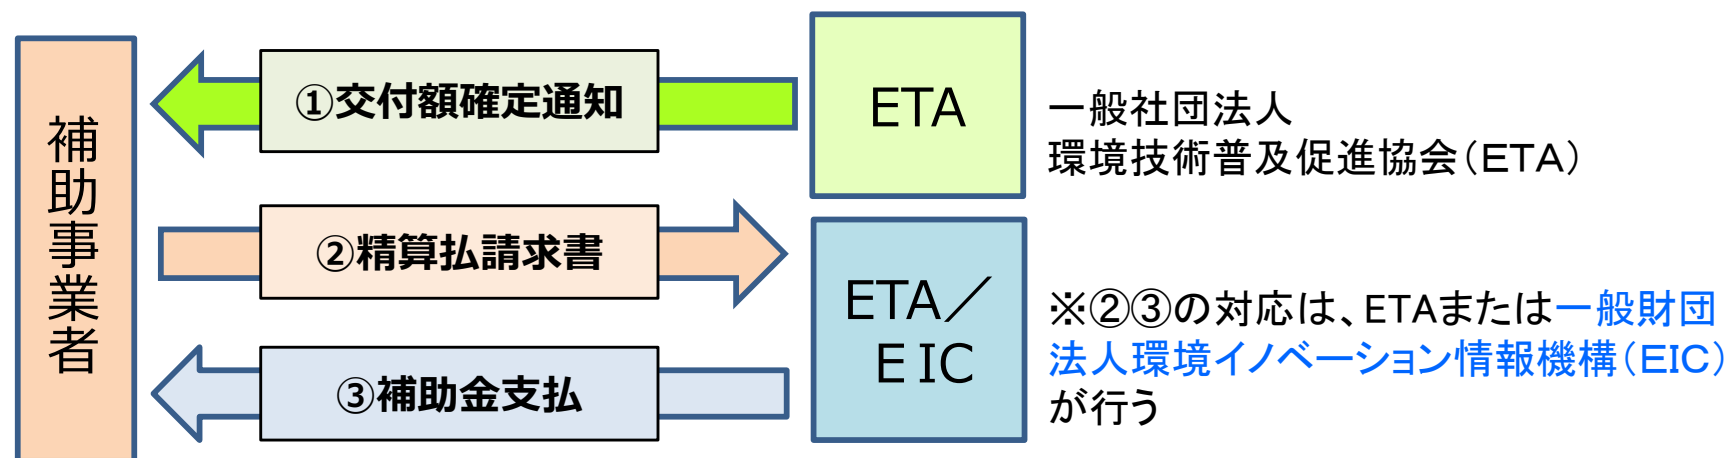 補助事業者
①交付額確定通知
ETA
一般社団法人
環境技術普及促進協会（ETA）
②精算払請求書
ETA／
EIC
※②③の対応は、ETAまたは一般財団
法人環境イノベーション情報機構（EIC）
が行う
③補助金支払